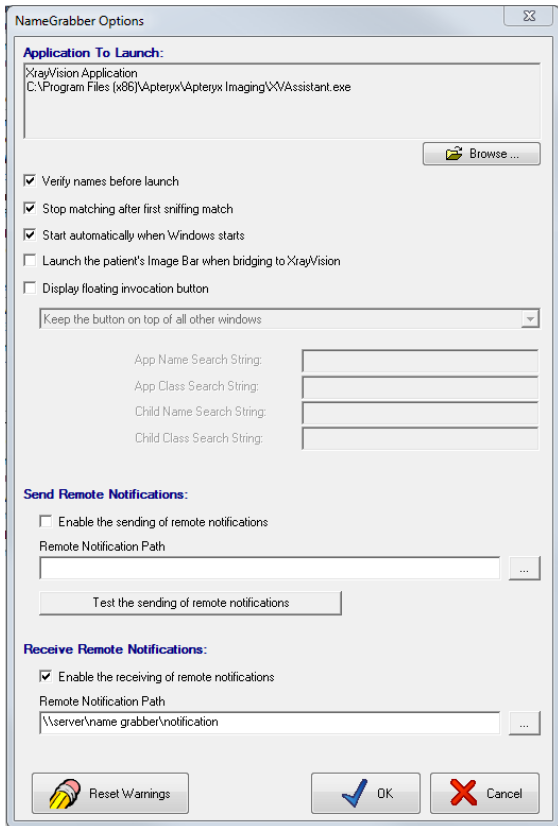 NameGrabber Options
Application To Launch:
XrayVision Application
C:\Program Files (x86)\Apteryx\Apteryx Imaging\XVAssistant.exe
Browse ...
Verify names before launch
Stop matching after first sniffing match
Start automatically when Windows starts
Launch the patient's Image Bar when bridging to XrayVision
Display floating invocation button
Keep the button on top of all other windows
App Name Search String:
App Class Search String:
Child Name Search String:
Child Class Search String:
Send Remote Notifications:
Enable the sending of remote notifications
Remote Notification Path
...
Test the sending of remote notifications
Receive Remote Notifications:
Enable the receiving of remote notifications
Remote Notification Path
\\server\name grabber\notification
...
Reset Warnings
OK
Cancel